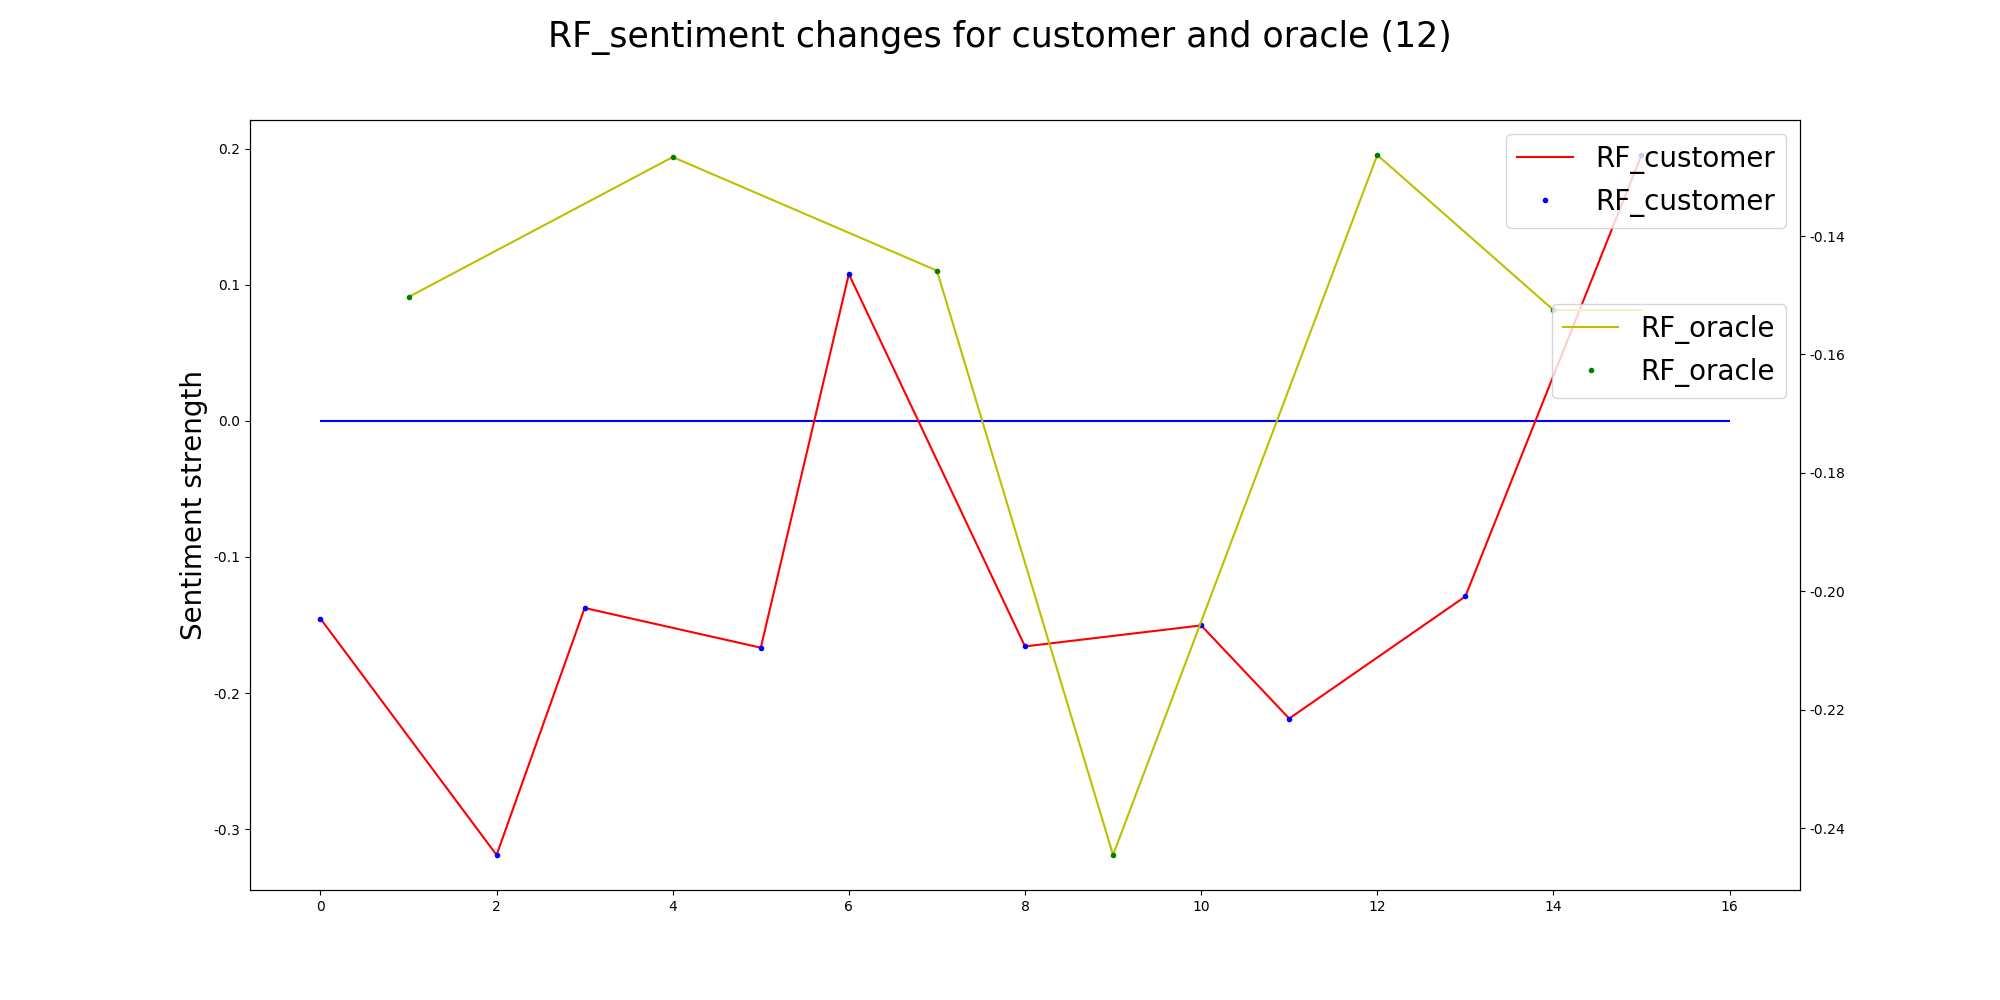 RF_sentiment changes for customer and oracle (12)
Sentiment strength
0.2
0.1
0.0
-0.1
-0.2
-0.3
RF_customer
RF_customer
RF_oracle
RF_oracle
-0.14
-0.16
-0.18
-0.20
-0.22
-0.24
0 2 4 6 8 10 12 14 16